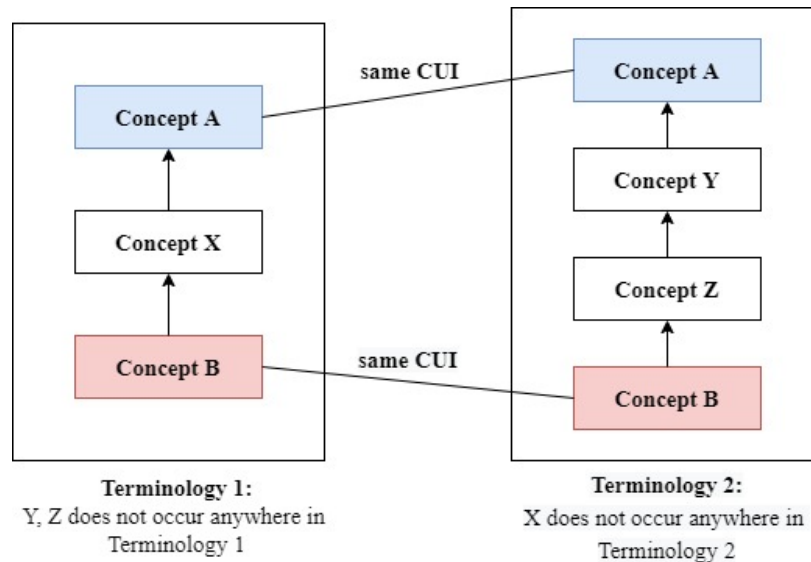 same CUI
Concept A
Concept A
Concept Y
Concept X
Concept Z
same CUI
Concept B
Concept B
Terminology 1:
Y, Z does not occur anywhere in
Terminology 1
Terminology 2:
X does not occur anywhere in
Terminology 2